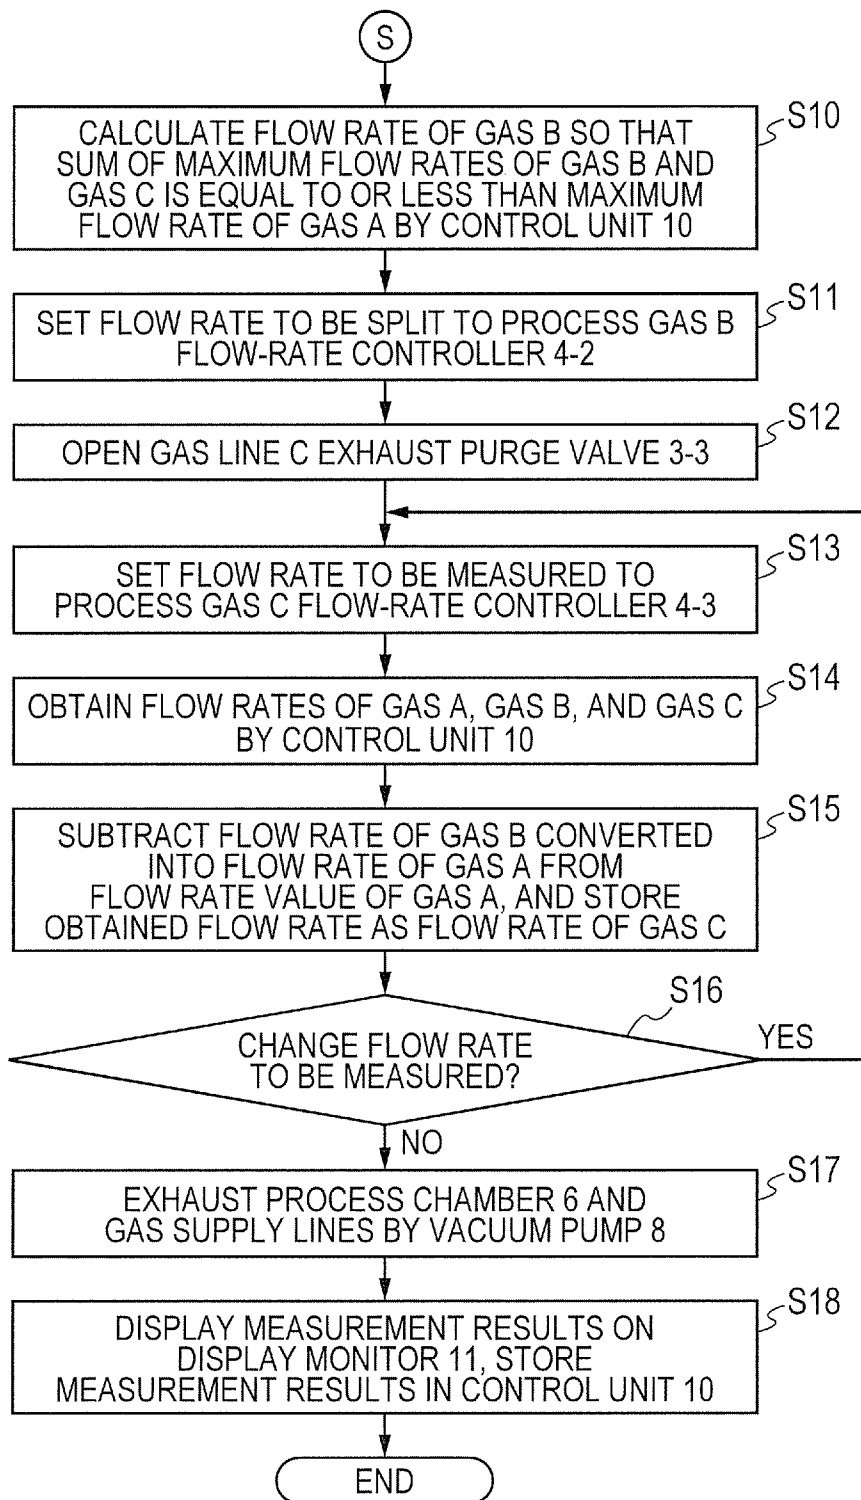 S
S10
CALCULATE FLOW RATE OF GAS B SO THAT
SUM OF MAXIMUM FLOW RATES OF GAS B AND
GAS C IS EQUAL TO OR LESS THAN MAXIMUM
FLOW RATE OF GAS A BY CONTROL UNIT 10
S11
SET FLOW RATE TO BE SPLIT TO PROCESS GAS B
FLOW-RATE CONTROLLER 4-2
S12
OPEN GAS LINE C EXHAUST PURGE VALVE 3-3
S13
SET FLOW RATE TO BE MEASURED TO
PROCESS GAS C FLOW-RATE CONTROLLER 4-3
S14
OBTAIN FLOW RATES OF GAS A, GAS B, AND GAS C
BY CONTROL UNIT 10
S15
SUBTRACT FLOW RATE OF GAS B CONVERTED
INTO FLOW RATE OF GAS A FROM
FLOW RATE VALUE OF GAS A, AND STORE
OBTAINED FLOW RATE AS FLOW RATE OF GAS C
S16
CHANGE FLOW RATE
TO BE MEASURED?
YES
NO
S17
EXHAUST PROCESS CHAMBER 6 AND
GAS SUPPLY LINES BY VACUUM PUMP 8
S18
DISPLAY MEASUREMENT RESULTS ON
DISPLAY MONITOR 11, STORE
MEASUREMENT RESULTS IN CONTROL UNIT 10
END